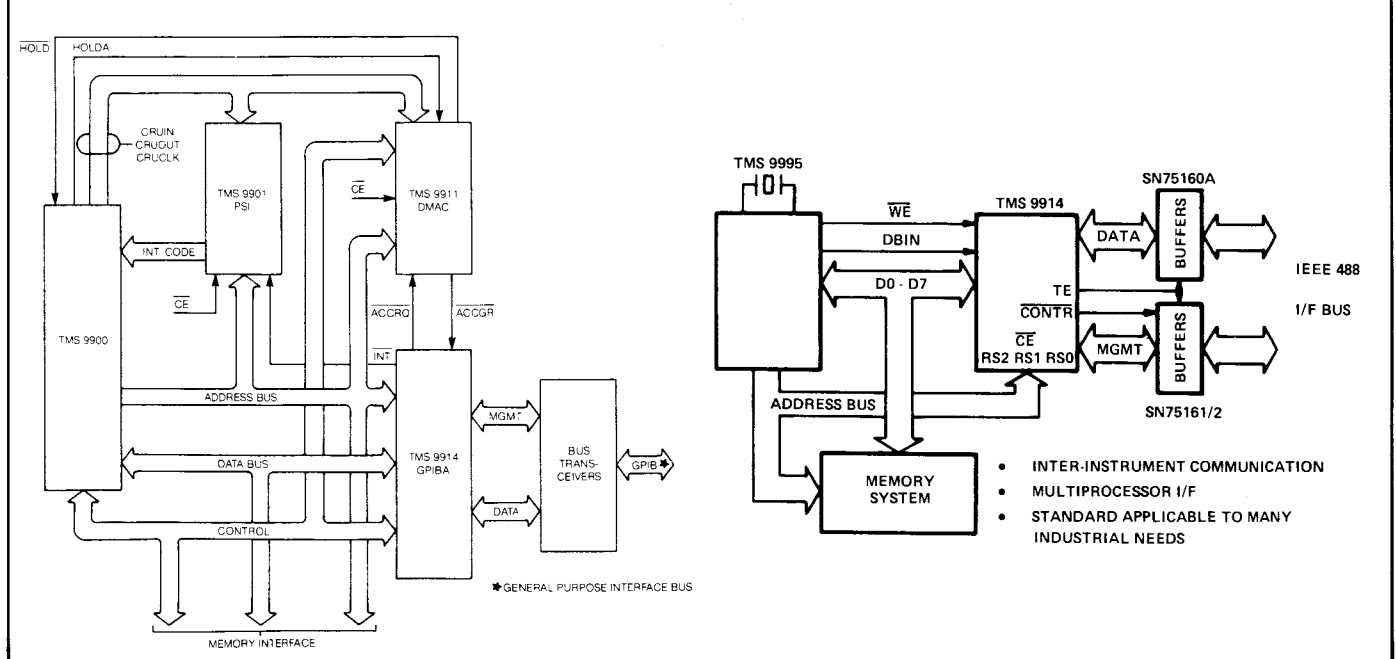 HOLD HOLDA
CRUIN
CRUOUT
CRUCLK
TMS 9901
PSI
TMS 9911
DMAC
CE
INT CODE
CE
ACCRQ ACCGR
TMS 9900
INT
ADDRESS BUS
MGMT
DATA BUS
TMS 9914
GPIBA
BUS
TRANS-
CEIVERS
GPIB★
DATA
CONTROL
★GENERAL PURPOSE INTERFACE BUS
MEMORY INTERFACE
TMS 9995
SN75160A
WE
TMS 9914
DBIN
DATA
BUFFERS
D0 - D7
TE
IEEE 488
CONTR
I/F BUS
CE
RS2 RS1 RS0
MGMT
BUFFERS
ADDRESS BUS
SN75161/2
MEMORY
SYSTEM
• INTER-INSTRUMENT COMMUNICATION
• MULTIPROCESSOR I/F
• STANDARD APPLICABLE TO MANY
INDUSTRIAL NEEDS